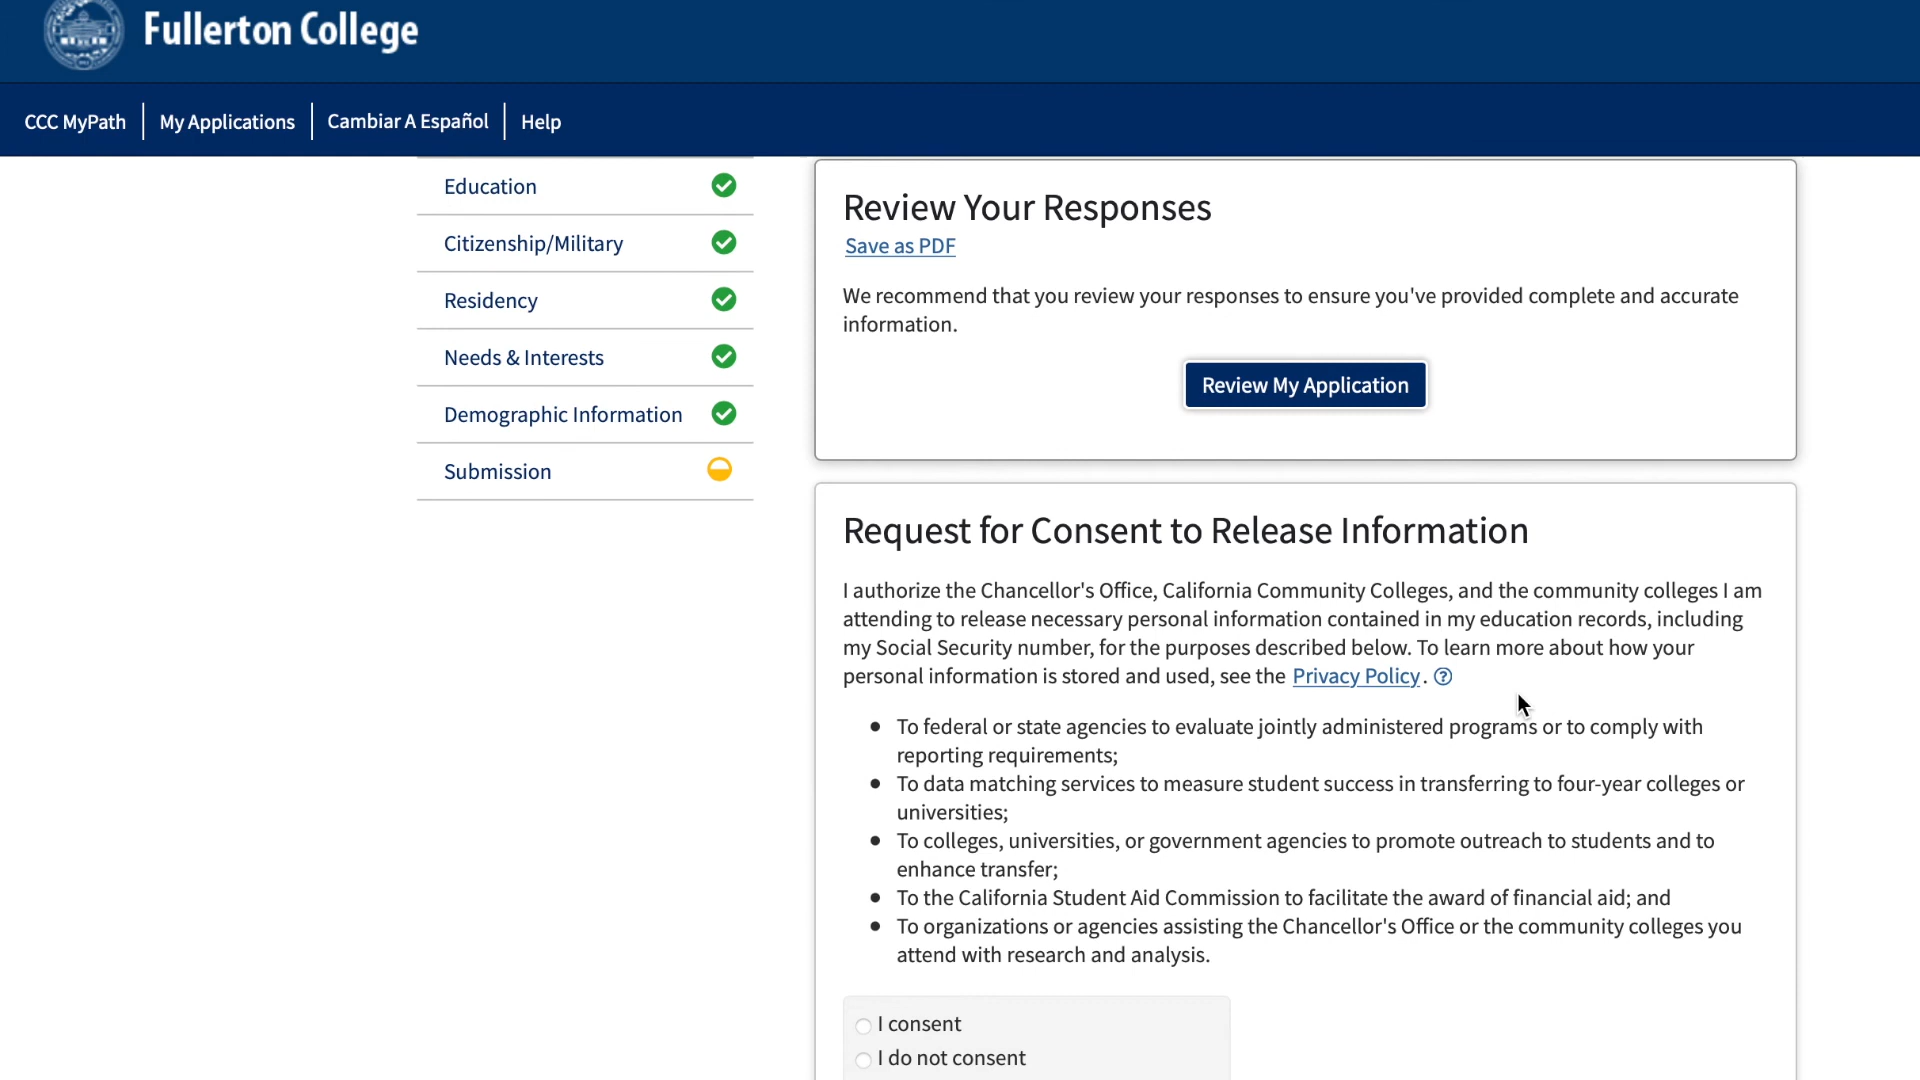 Fullerton College
CCC MyPath
My Applications
Cambiar A Español
Help
Education
Citizenship/Military
Residency
Needs & Interests
Demographic Information
Submission
Review Your Responses
Save as PDF
We recommend that you review your responses to ensure you've provided complete and accurate
information.
Review My Application
Request for Consent to Release Information
I authorize the Chancellor's Office, California Community Colleges, and the community colleges I am
attending to release necessary personal information contained in my education records, including
my Social Security number, for the purposes described below. To learn more about how your
personal information is stored and used, see the Privacy Policy. ?
• To federal or state agencies to evaluate jointly administered programs or to comply with
reporting requirements;
• To data matching services to measure student success in transferring to four-year colleges or
universities;
• To colleges, universities, or government agencies to promote outreach to students and to
enhance transfer;
• To the California Student Aid Commission to facilitate the award of financial aid; and
• To organizations or agencies assisting the Chancellor's Office or the community colleges you
attend with research and analysis.
I consent
I do not consent